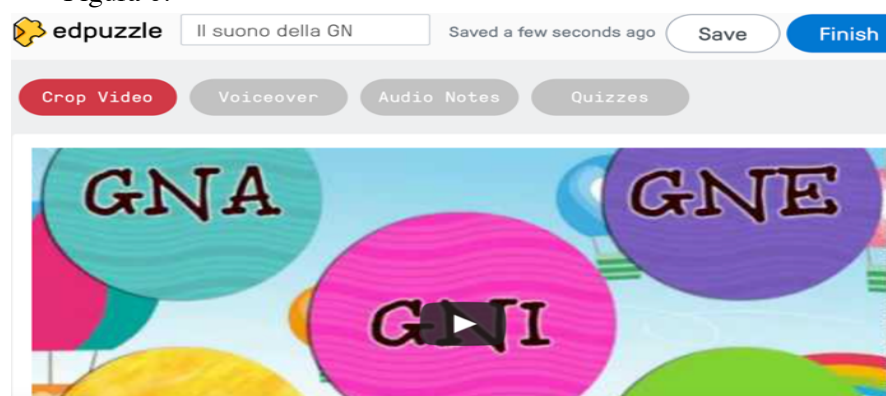 edpuzzle Il suono della GN Saved a few seconds ago Save Finish
Crop Video Voiceover Audio Notes Quizzes
GNA GNE
GNI